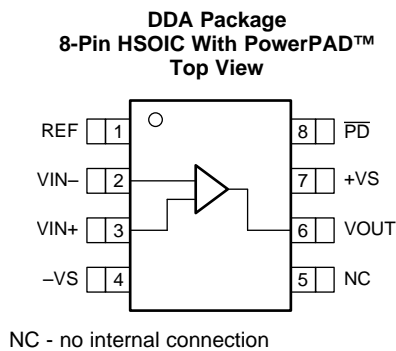 DDA Package
8-Pin HSOIC With PowerPAD™
Top View
REF 1
8 PD
VIN– 2
7 +VS
VIN+ 3
6 VOUT
–VS 4
5 NC
NC - no internal connection